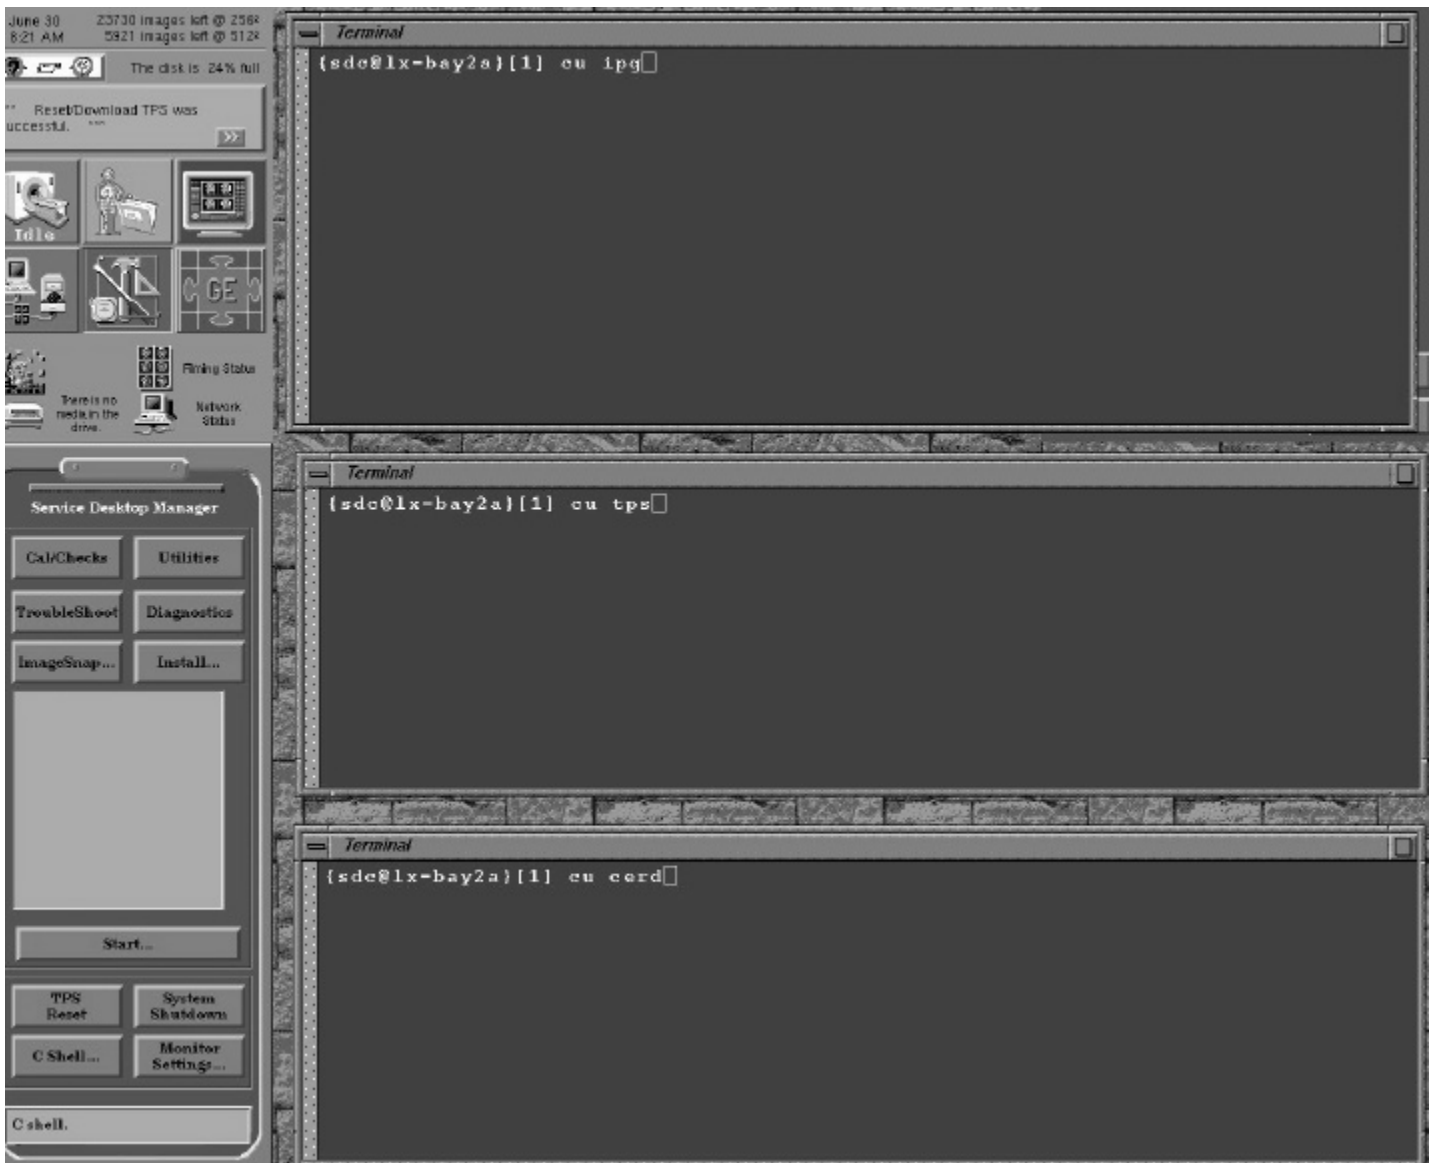 June 30 23730 images left @ 256²
8:21 AM 5921 images left @ 512²
The disk is 24% full
Reset/Download TPS was
uccessful.
>>
Idle
GE
Filming Status
There is no
media in the
drive.
Network
Status
Service Desktop Manager
Cal/Checks Utilities
TroubleShoot Diagnostics
ImageSnap... Install...
Start...
TPS
Reset
System
Shutdown
C Shell...
Monitor
Settings...
C shell.
Terminal
{sdc@lx-bay2a}[1] cu ipg
Terminal
{sdc@lx-bay2a}[1] cu tps
Terminal
{sdc@lx-bay2a}[1] cu cerd